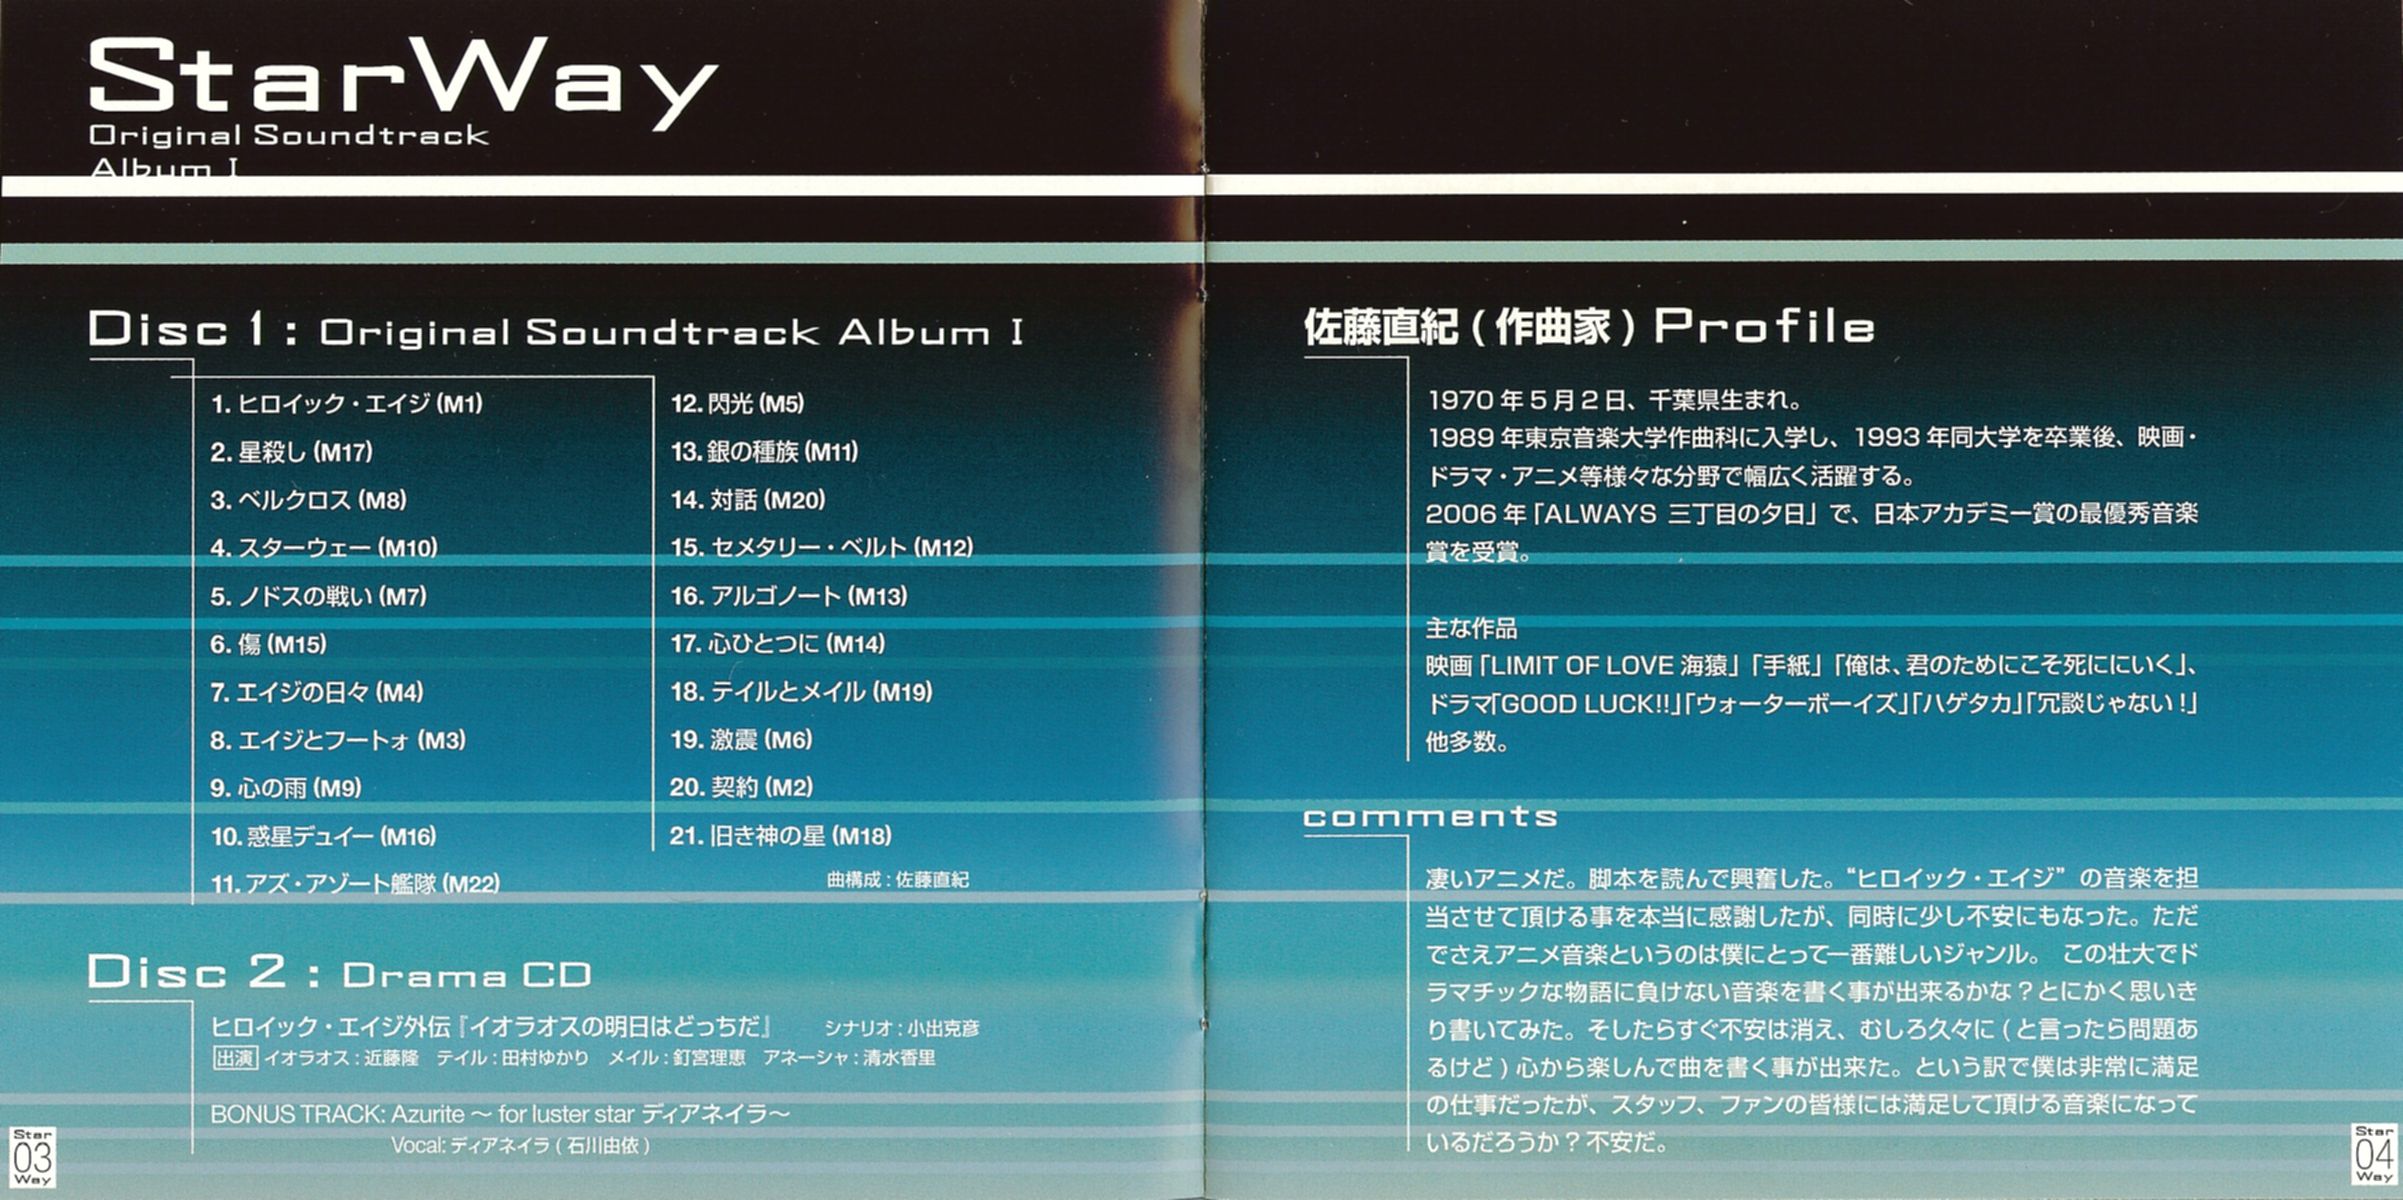 StarWay
Original Soundtrack
Album I
Disc 1 : Original Soundtrack Album I
1. ヒロイック・エイジ (M1)
2. 星殺し (M17)
3. ベルクロス (M8)
4. スターウェー (M10)
5. ノドスの戦い (M7)
6. 傷 (M15)
7. エイジの日々 (M4)
8. エイジとフートォ (M3)
9. 心の雨 (M9)
10. 惑星デュイー (M16)
11. アズ・アゾート艦隊 (M22)
12. 閃光 (M5)
13. 銀の種族 (M11)
14. 対話 (M20)
15. セメタリー・ベルト (M12)
16. アルゴノート (M13)
17. 心ひとつに (M14)
18. テイルとメイル (M19)
19. 激震 (M6)
20. 契約 (M2)
21. 旧き神の星 (M18)
曲構成 : 佐藤直紀
Disc 2 : Drama CD
ヒロイック・エイジ外伝『イオラオスの明日はどっちだ』 シナリオ : 小出克彦
出演 イオラオス : 近藤隆 テイル : 田村ゆかり メイル : 釘宮理恵 アネーシャ : 清水香里
BONUS TRACK: Azurite ～ for luster star ディアネイラ～
Vocal: ディアネイラ ( 石川由依 )
Star
03
Way
佐藤直紀 ( 作曲家 ) Profile
1970 年 5 月 2 日、千葉県生まれ。
1989 年東京音楽大学作曲科に入学し、1993 年同大学を卒業後、映画・
ドラマ・アニメ等様々な分野で幅広く活躍する。
2006 年「ALWAYS 三丁目の夕日」で、日本アカデミー賞の最優秀音楽
賞を受賞。
主な作品
映画「LIMIT OF LOVE 海猿」「手紙」「俺は、君のためにこそ死ににいく」、
ドラマ「GOOD LUCK!!」「ウォーターボーイズ」「ハゲタカ」「冗談じゃない !」
他多数。
comments
凄いアニメだ。脚本を読んで興奮した。“ヒロイック・エイジ” の音楽を担
当させて頂ける事を本当に感謝したが、同時に少し不安にもなった。ただ
でさえアニメ音楽というのは僕にとって一番難しいジャンル。 この壮大でド
ラマチックな物語に負けない音楽を書く事が出来るかな？とにかく思いき
り書いてみた。そしたらすぐ不安は消え、むしろ久々に ( と言ったら問題あ
るけど ) 心から楽しんで曲を書く事が出来た。という訳で僕は非常に満足
の仕事だったが、スタッフ、ファンの皆様には満足して頂ける音楽になって
いるだろうか？不安だ。
Star
04
Way